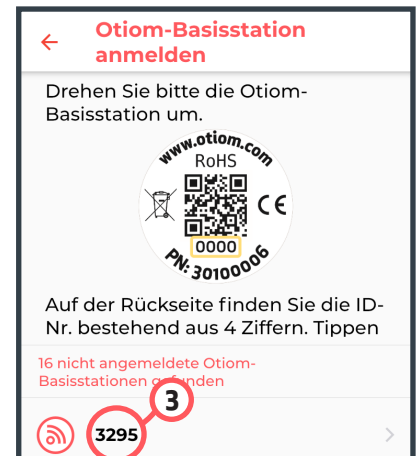 Otiom-Basisstation
anmelden
Drehen Sie bitte die Otiom-
Basisstation um.
www.otiom.com
RoHS
CE
0000
PN: 30100006
Auf der Rückseite finden Sie die ID-
Nr. bestehend aus 4 Ziffern. Tippen
16 nicht angemeldete Otiom-
Basisstationen gefunden
3
3295